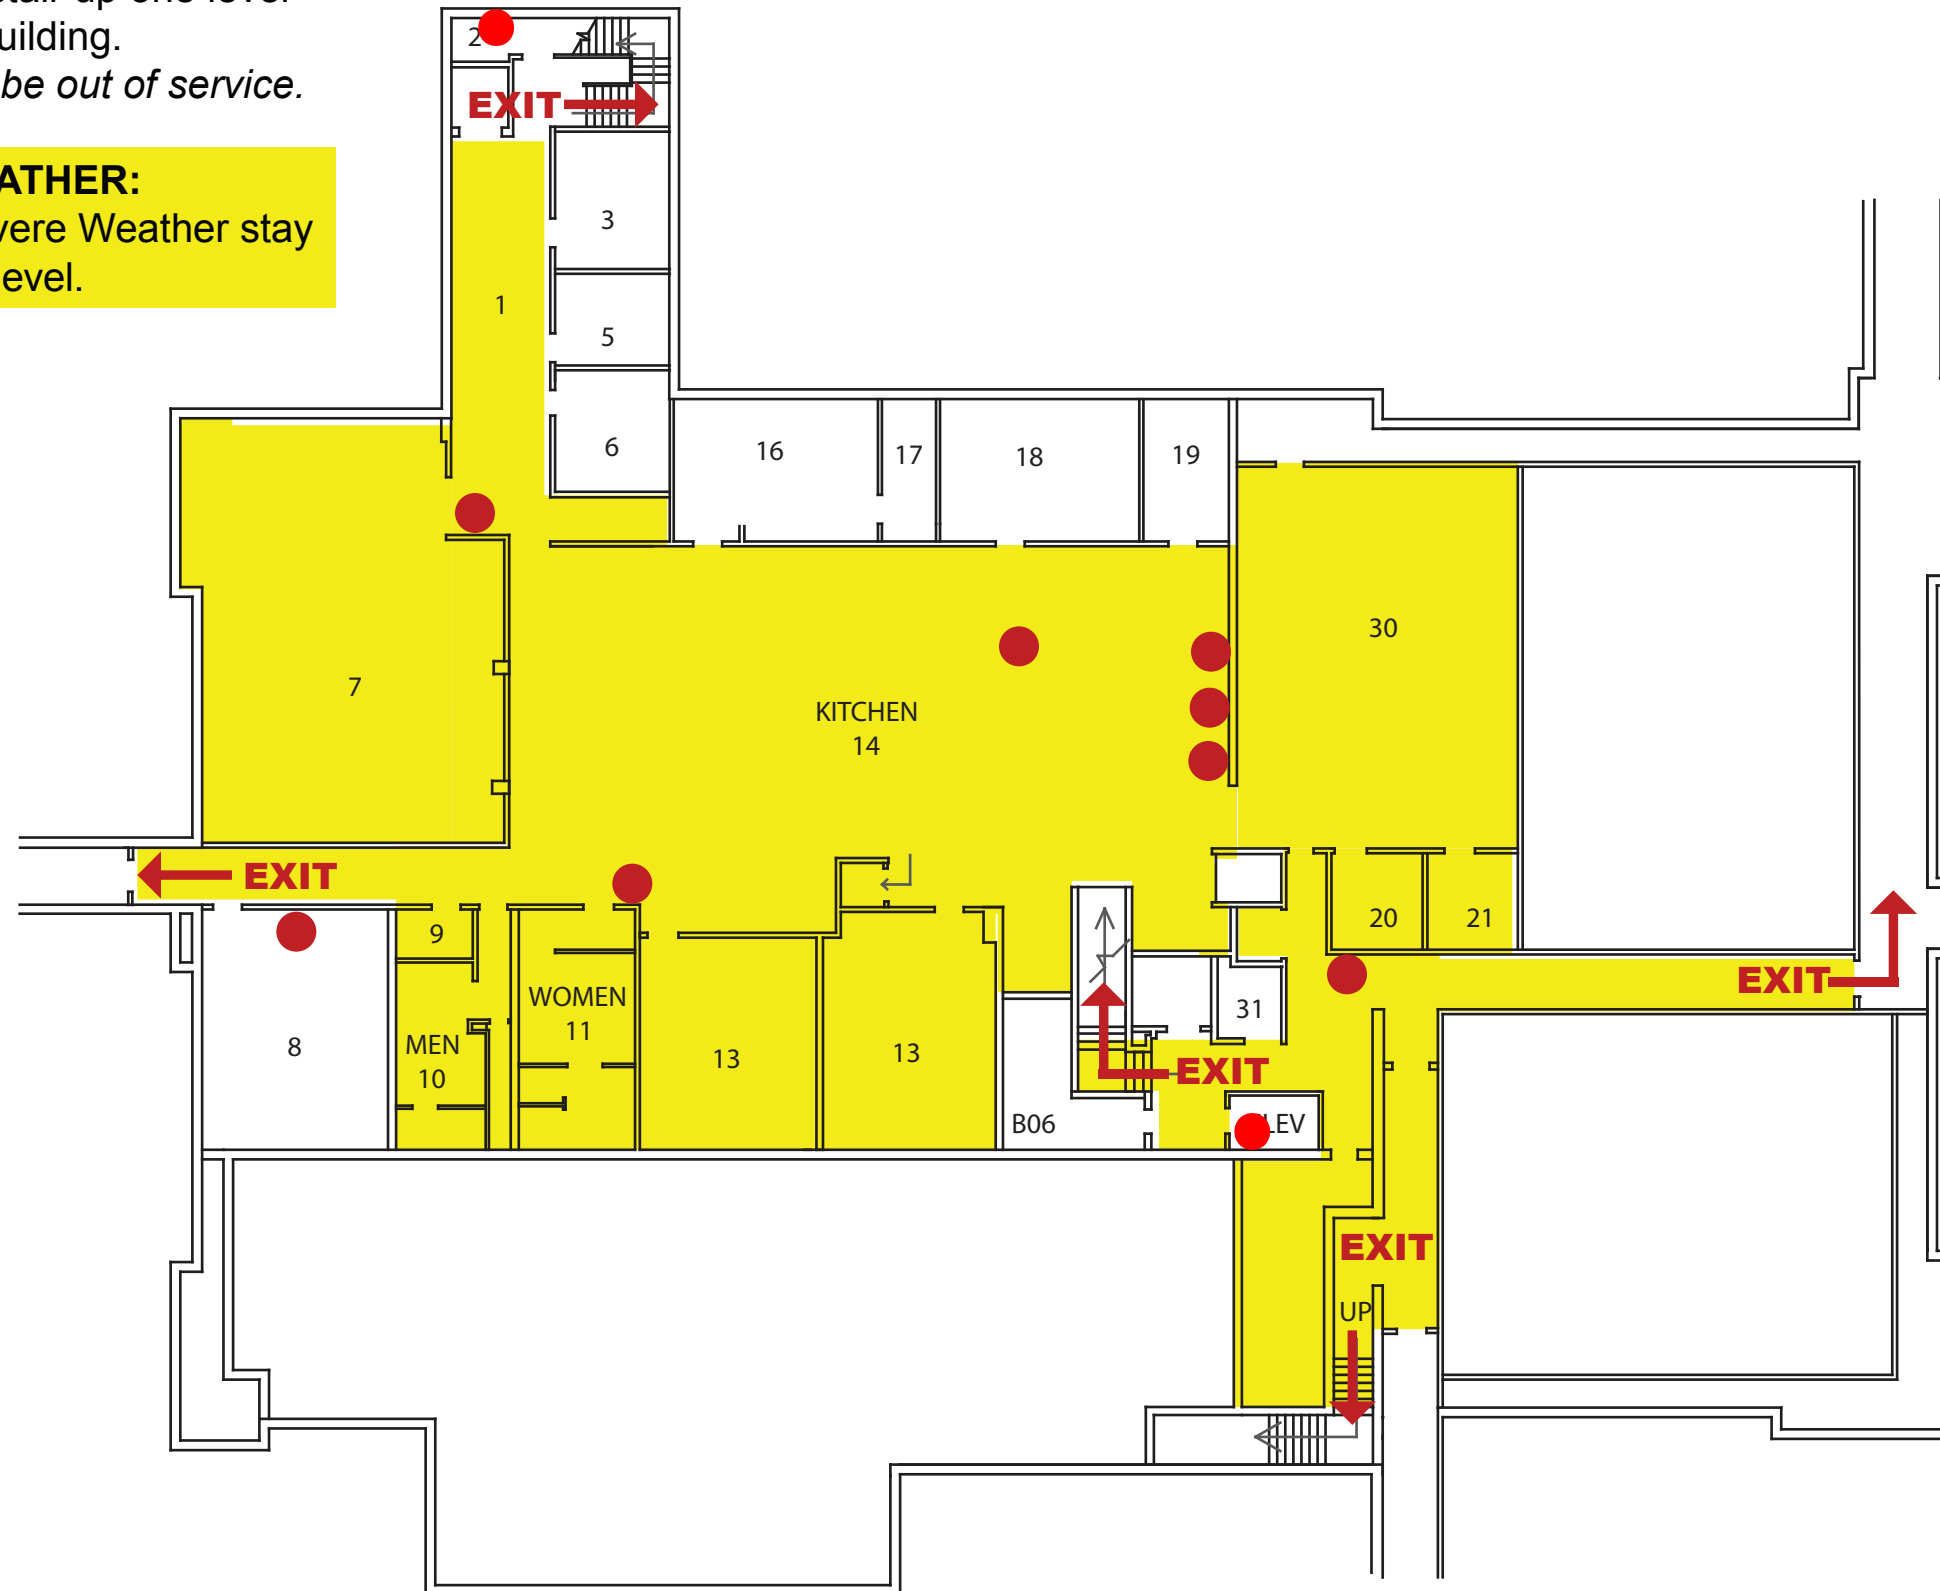 uilding.
be out of service.
ATHER:
vere Weather stay
evel.
2
EXIT
3
1
5
6
16
17
18
19
30
7
KITCHEN
14
EXIT
9
20
21
WOMEN
11
MEN
10
8
13
13
31
EXIT
EXIT
B06
LEV
EXIT
UP